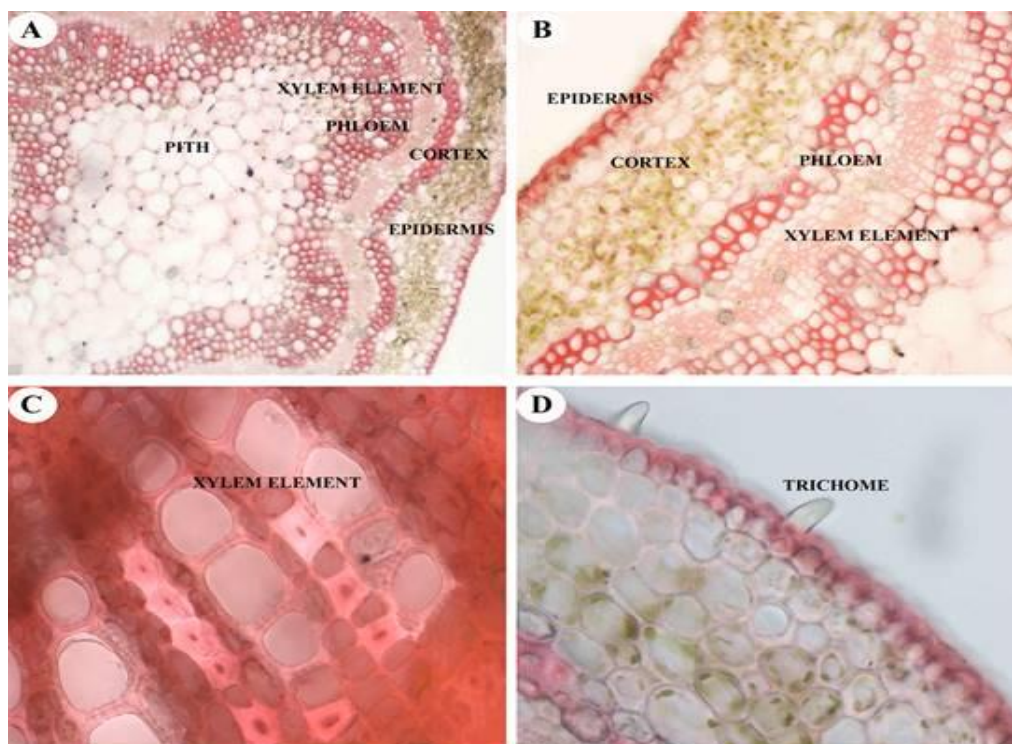 A
XYLEM ELEMENT
PHLOEM
PITH
CORTEX
EPIDERMIS
B
EPIDERMIS
CORTEX
PHLOEM
XYLEM ELEMENT
C
XYLEM ELEMENT
D
TRICHOME